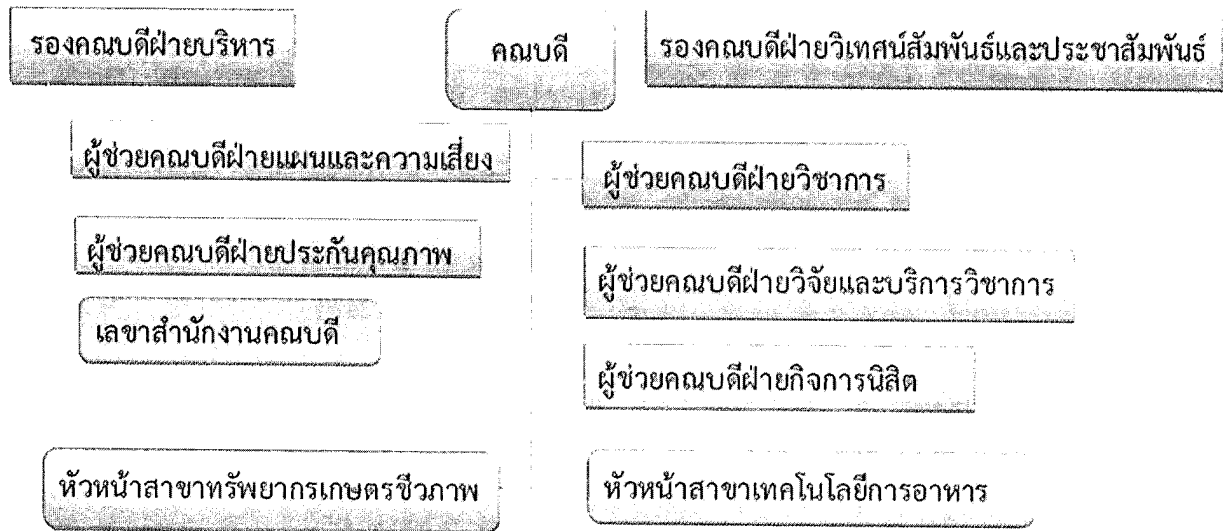 รองคณบดีฝ่ายบริหาร
คณบดี
รองคณบดีฝ่ายวิเทศน์สัมพันธ์และประชาสัมพันธ์
ผู้ช่วยคณบดีฝ่ายแผนและความเสี่ยง
ผู้ช่วยคณบดีฝ่ายวิชาการ
ผู้ช่วยคณบดีฝ่ายประกันคุณภาพ
ผู้ช่วยคณบดีฝ่ายวิจัยและบริการวิชาการ
เลขาสำนักงานคณบดี
ผู้ช่วยคณบดีฝ่ายกิจการนิสิต
หัวหน้าสาขาทรัพยากรเกษตรชีวภาพ
หัวหน้าสาขาเทคโนโลยีการอาหาร